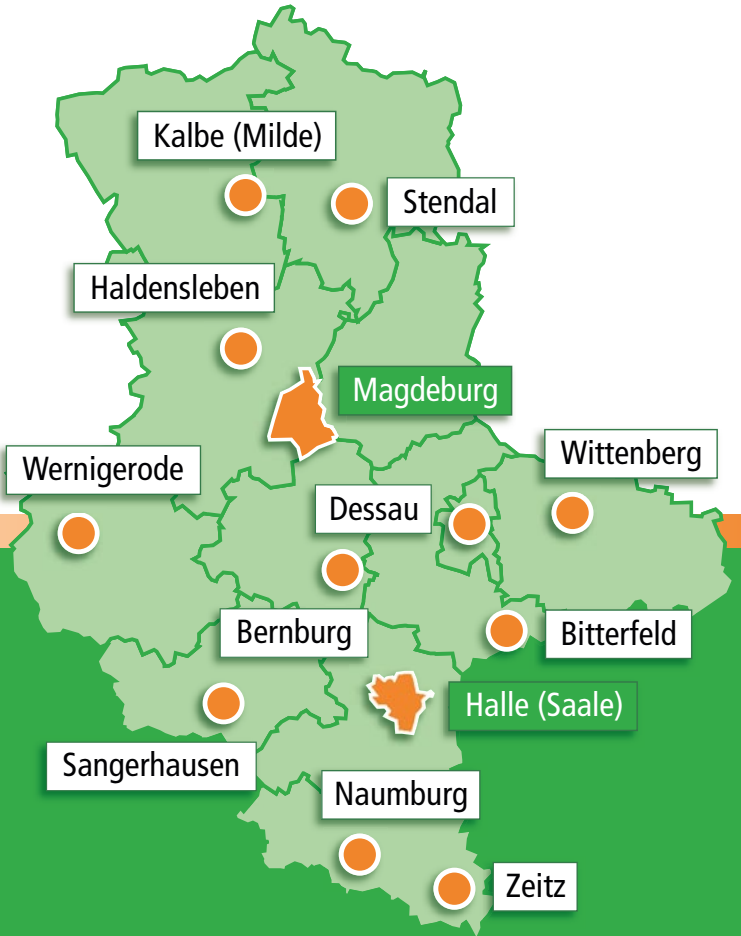 Kalbe (Milde)
Stendal
Haldensleben
Magdeburg
Wernigerode
Wittenberg
Dessau
Bernburg
Bitterfeld
Halle (Saale)
Sangerhausen
Naumburg
Zeitz